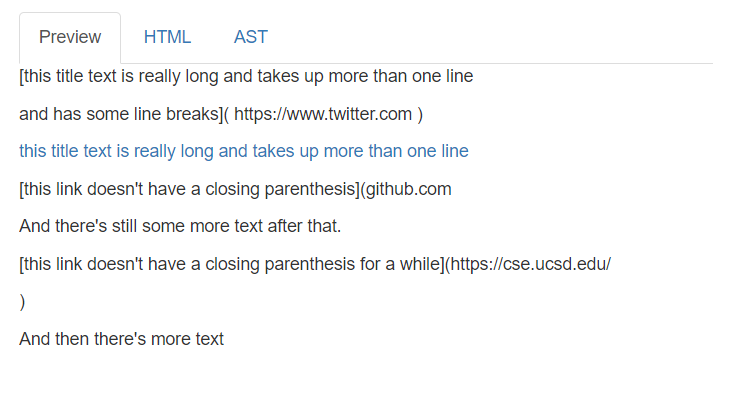 Preview HTML AST
[this title text is really long and takes up more than one line
and has some line breaks]( https://www.twitter.com )
this title text is really long and takes up more than one line
[this link doesn't have a closing parenthesis](github.com
And there's still some more text after that.
[this link doesn't have a closing parenthesis for a while](https://cse.ucsd.edu/
)
And then there's more text